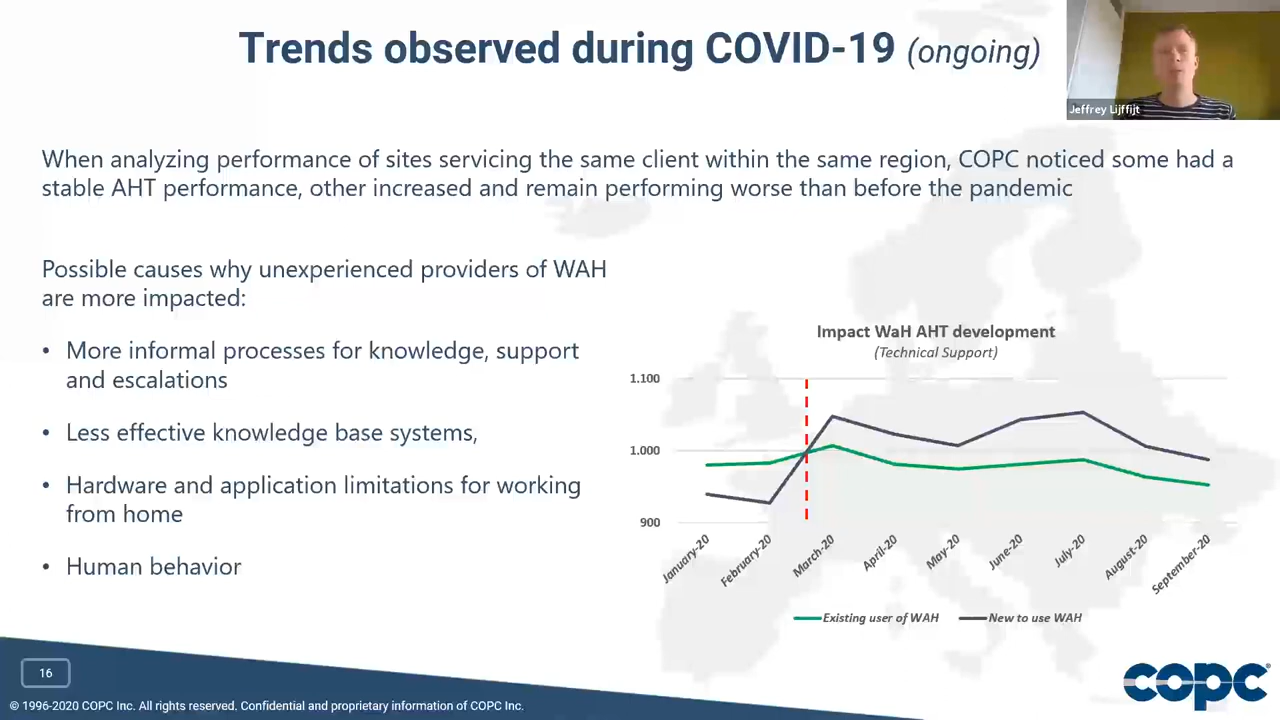 Trends observed during COVID-19 (ongoing)
Jeffrey Lijffijt
When analyzing performance of sites servicing the same client within the same region, COPC noticed some had a
stable AHT performance, other increased and remain performing worse than before the pandemic
Possible causes why unexperienced providers of WAH
are more impacted:
• More informal processes for knowledge, support
and escalations
• Less effective knowledge base systems,
• Hardware and application limitations for working
from home
• Human behavior
Impact WaH AHT development
(Technical Support)
1.100
1.000
900
January-20
February-20
March-20
April-20
May-20
June-20
July-20
August-20
September-20
Existing user of WAH
New to use WAH
16
© 1996-2020 COPC Inc. All rights reserved. Confidential and proprietary information of COPC Inc.
copc®